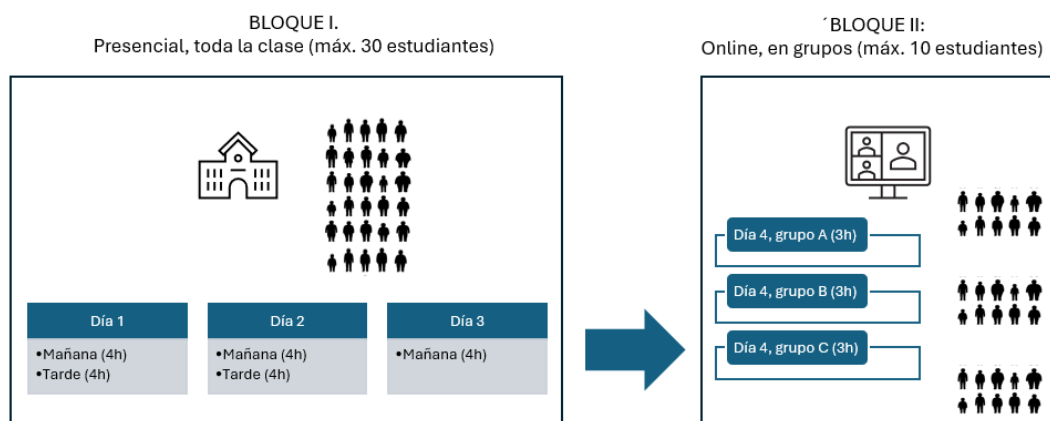 BLOQUE I.
Presencial, toda la clase (máx. 30 estudiantes)
Día 1
•Mañana (4h)
•Tarde (4h)
Día 2
•Mañana (4h)
•Tarde (4h)
Día 3
•Mañana (4h)
´BLOQUE II:
Online, en grupos (máx. 10 estudiantes)
Día 4, grupo A (3h)
Día 4, grupo B (3h)
Día 4, grupo C (3h)